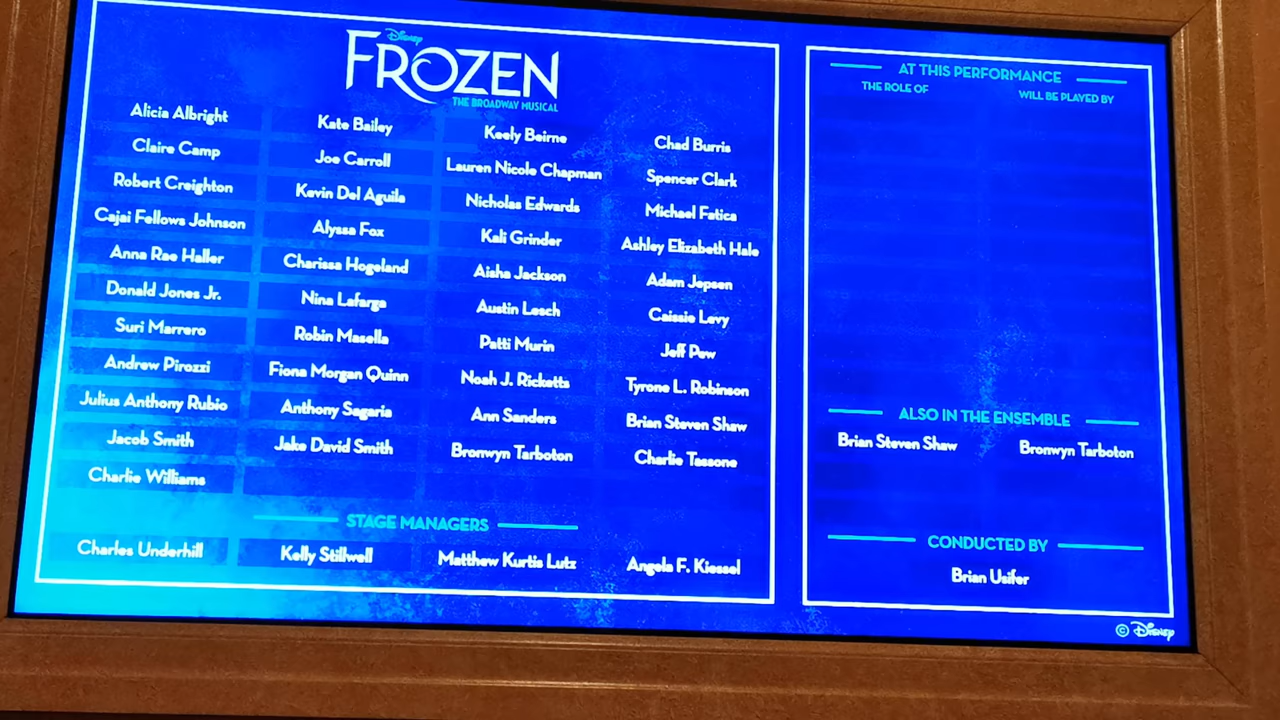 Disney
FROZEN
THE BROADWAY MUSICAL
Alicia Albright Kate Bailey Keely Beirne Chad Burris
Claire Camp Joe Carroll Lauren Nicole Chapman Spencer Clark
Robert Creighton Kevin Del Aguila Nicholas Edwards Michael Fatica
Cajai Fellows Johnson Alyssa Fox Kali Grinder Ashley Elizabeth Hale
Anna Rae Haller Charissa Hogeland Aisha Jackson Adam Jepsen
Donald Jones Jr. Nina Lafarga Austin Lesch Caissie Levy
Suri Marrero Robin Masella Patti Murin Jeff Pew
Andrew Pirozzi Fiona Morgan Quinn Noah J. Ricketts Tyrone L. Robinson
Julius Anthony Rubio Anthony Sagaria Ann Sanders Brian Steven Shaw
Jacob Smith Jake David Smith Bronwyn Tarboton Charlie Tassone
Charlie Williams
STAGE MANAGERS
Charles Underhill Kelly Stillwell Matthew Kurtis Lutz Angela F. Kiessel
AT THIS PERFORMANCE
THE ROLE OF WILL BE PLAYED BY
ALSO IN THE ENSEMBLE
Brian Steven Shaw Bronwyn Tarboton
CONDUCTED BY
Brian Usifer
© Disney